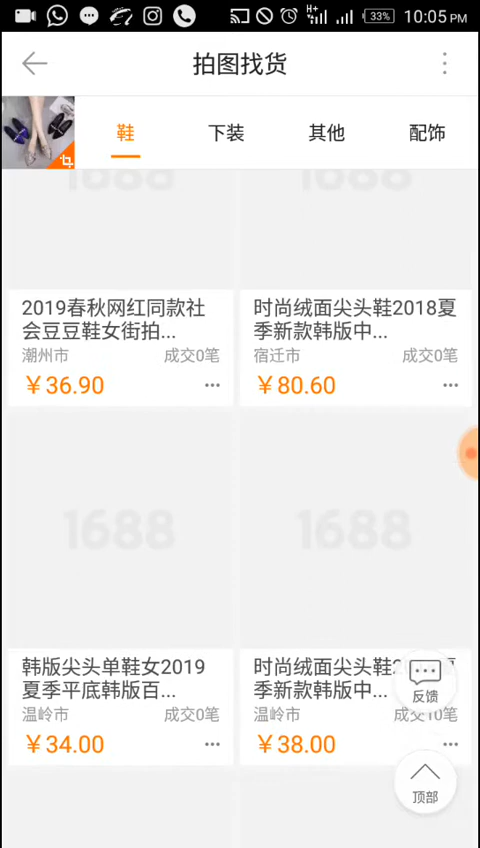 H+
33%
10:05 PM
拍图找货
鞋
下装
其他
配饰
1688
1688
2019春秋网红同款社
会豆豆鞋女街拍...
潮州市
成交0笔
￥36.90
时尚绒面尖头鞋2018夏
季新款韩版中...
宿迁市
成交0笔
￥80.60
1688
1688
韩版尖头单鞋女2019
夏季平底韩版百...
温岭市
成交0笔
￥34.00
时尚绒面尖头鞋2
季新款韩版中...
温岭市
成交10笔
￥38.00
反馈
顶部